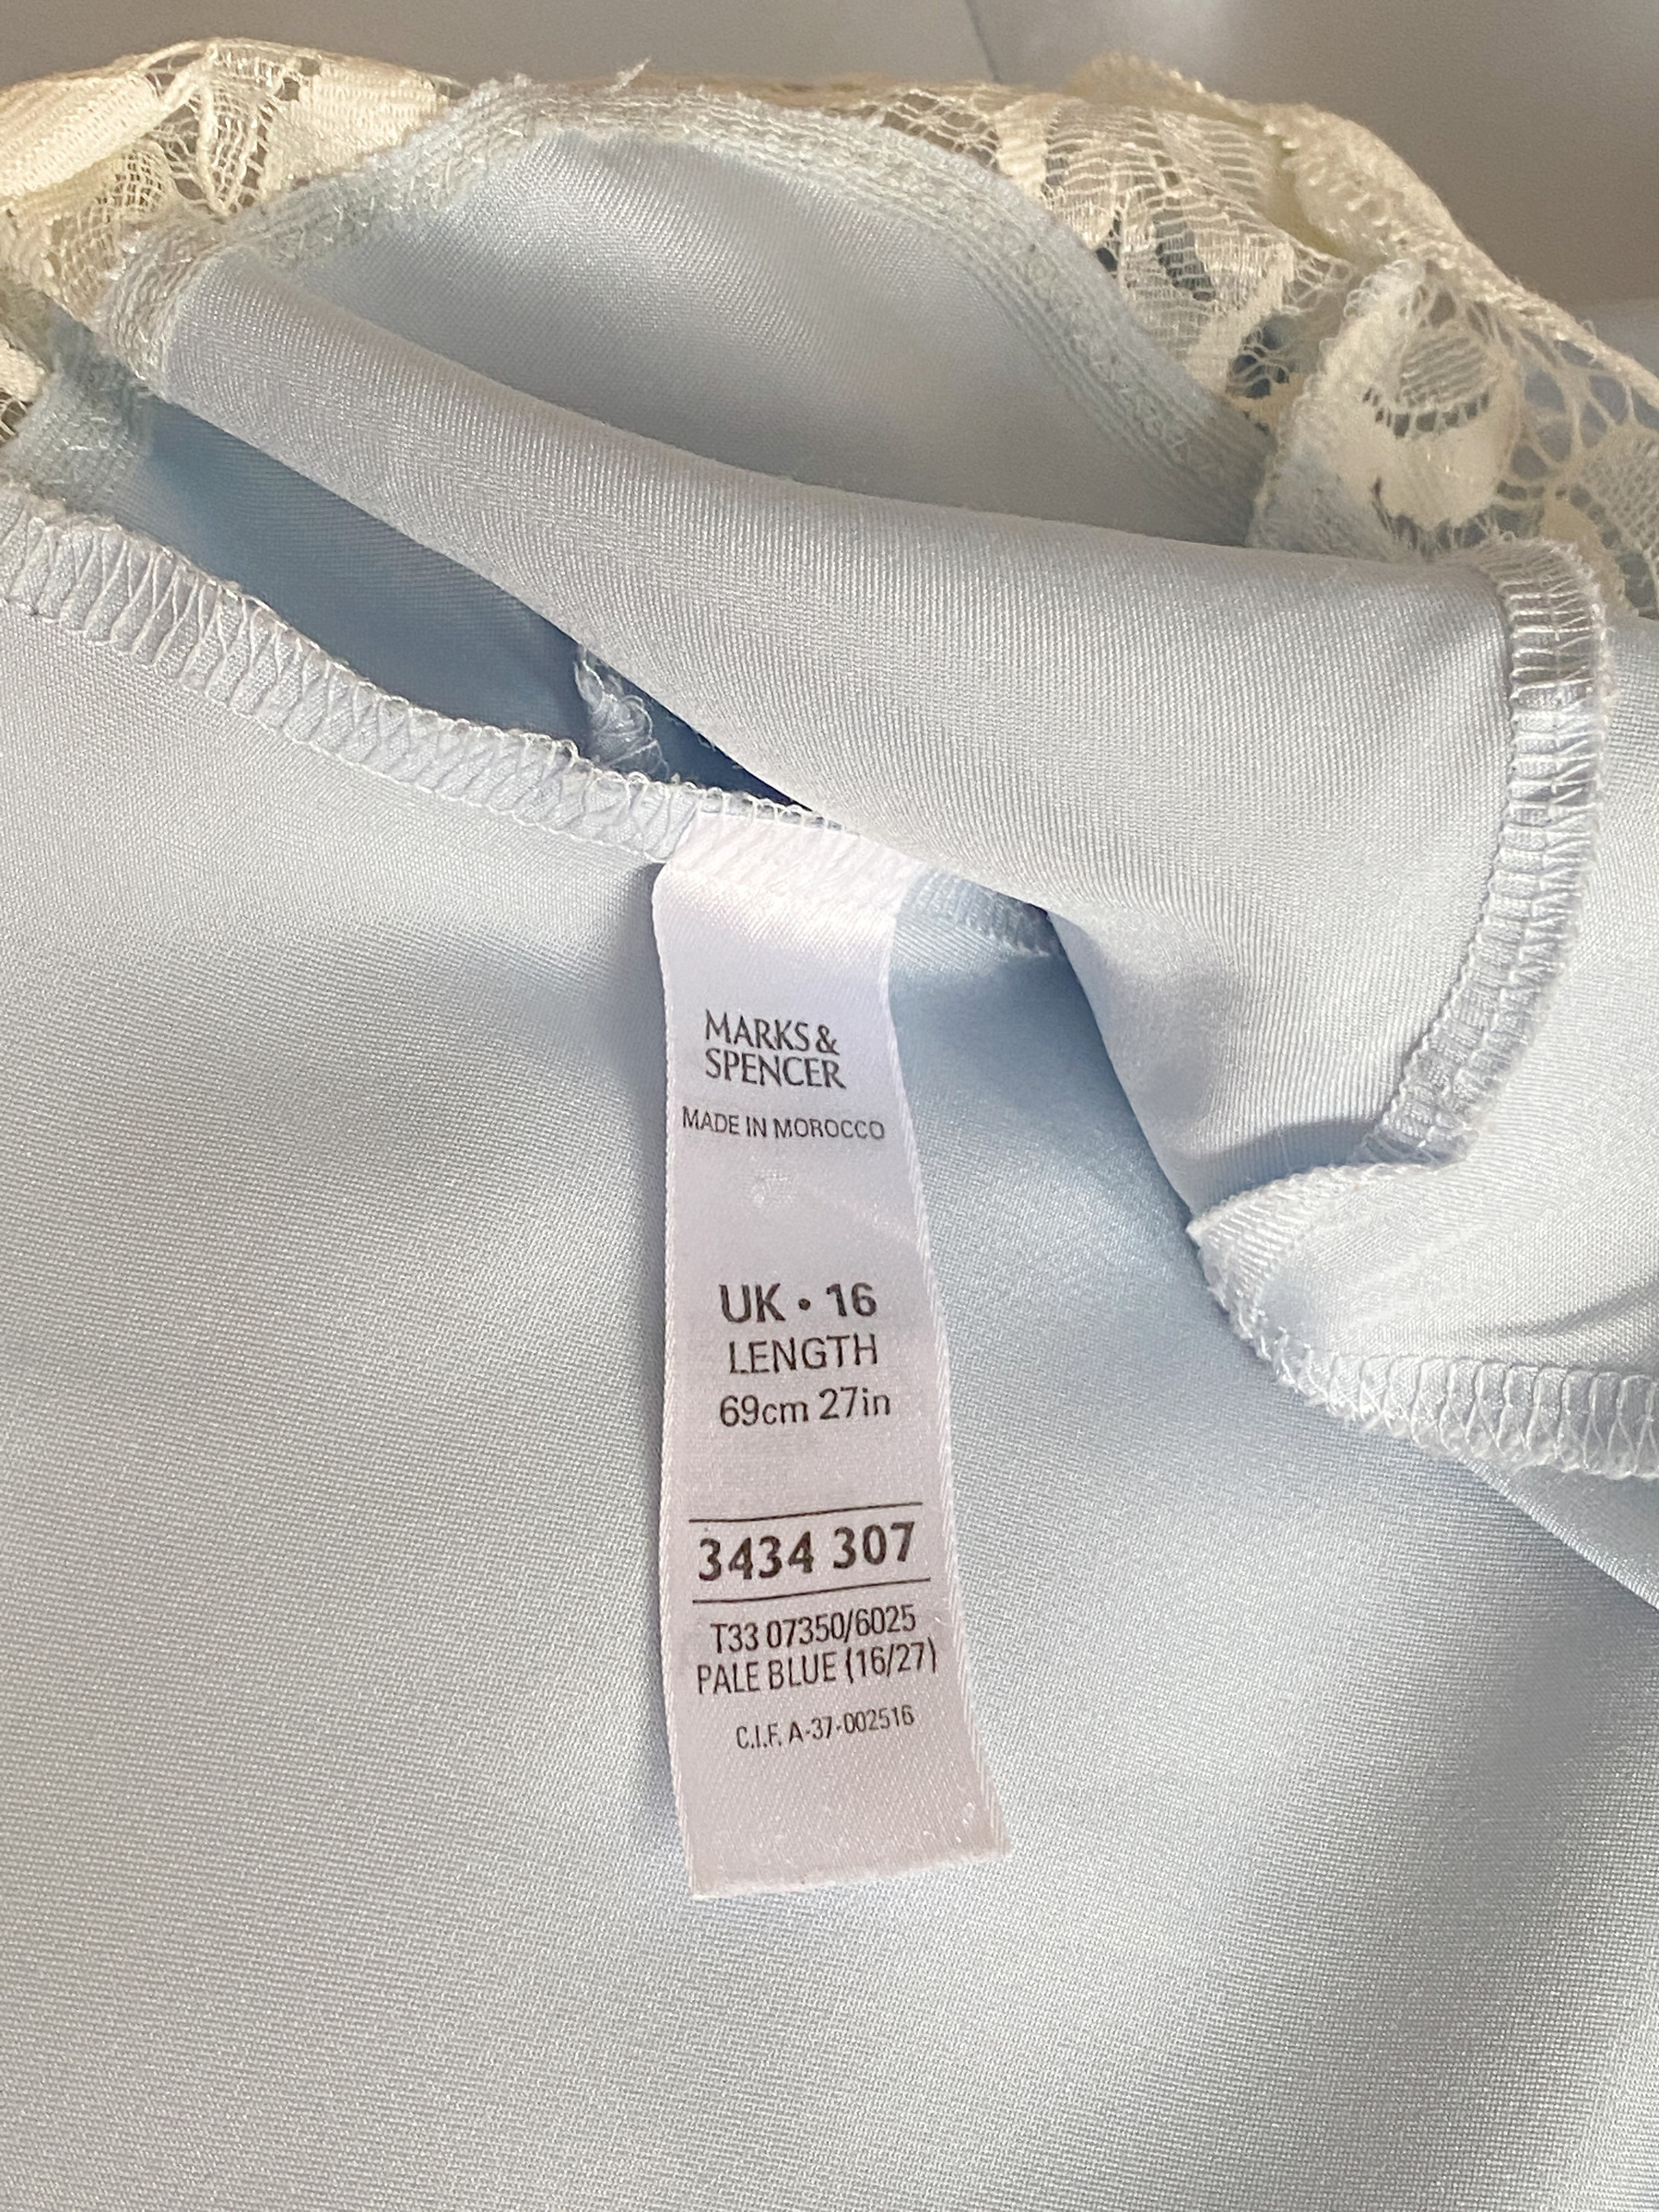 MARKS &
SPENCER
MADE IN MOROCCO
UK • 16
LENGTH
69cm 27in
3434 307
T33 07350/6025
PALE BLUE (16/27)
C.I.F. A-37-002516